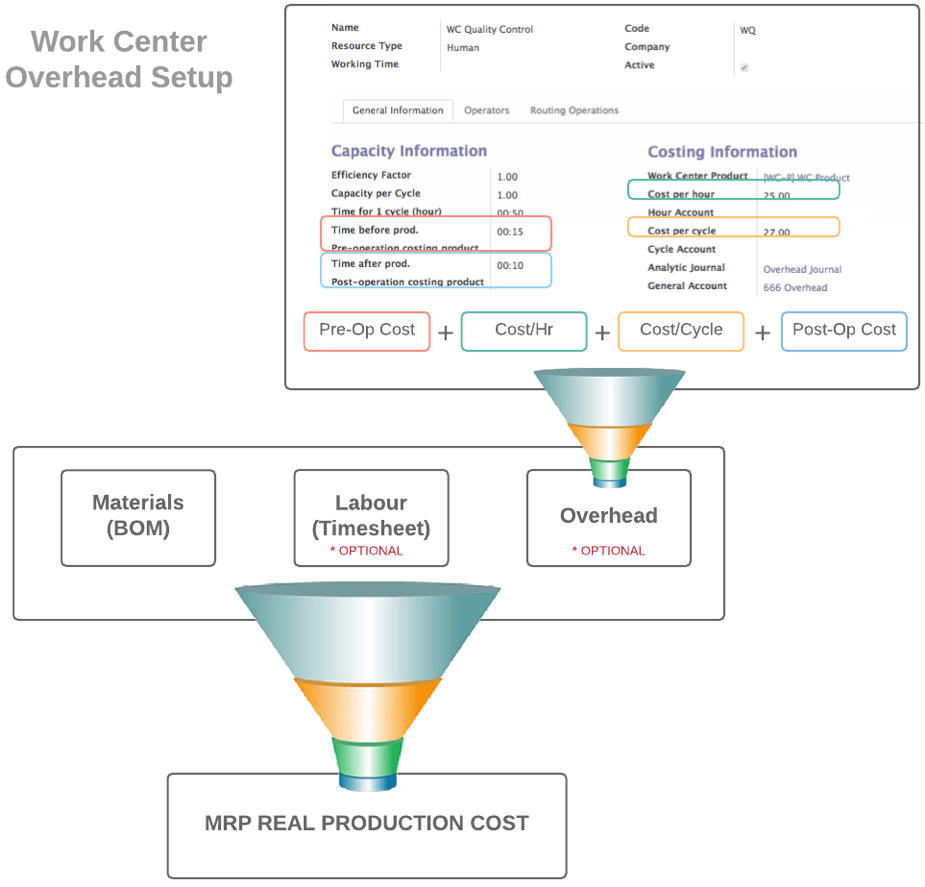 Work Center
Overhead Setup
Name WC Quality Control Code WQ
Resource Type Human Company
Working Time Active
General Information Operators Routing Operations
Capacity Information Costing Information
Efficiency Factor 1.00 Work Center Product [WC-P] WC Product
Capacity per Cycle 1.00 Cost per hour 25.00
Time for 1 cycle (hour) 00:50 Hour Account
Time before prod. 00:15 Cost per cycle 27.00
Pre-operation costing product Cycle Account
Time after prod. 00:10 Analytic Journal Overhead Journal
Post-operation costing product General Account 666 Overhead
Pre-Op Cost + Cost/Hr + Cost/Cycle + Post-Op Cost
Materials
(BOM)
Labour
(Timesheet)
* OPTIONAL
Overhead
* OPTIONAL
MRP REAL PRODUCTION COST